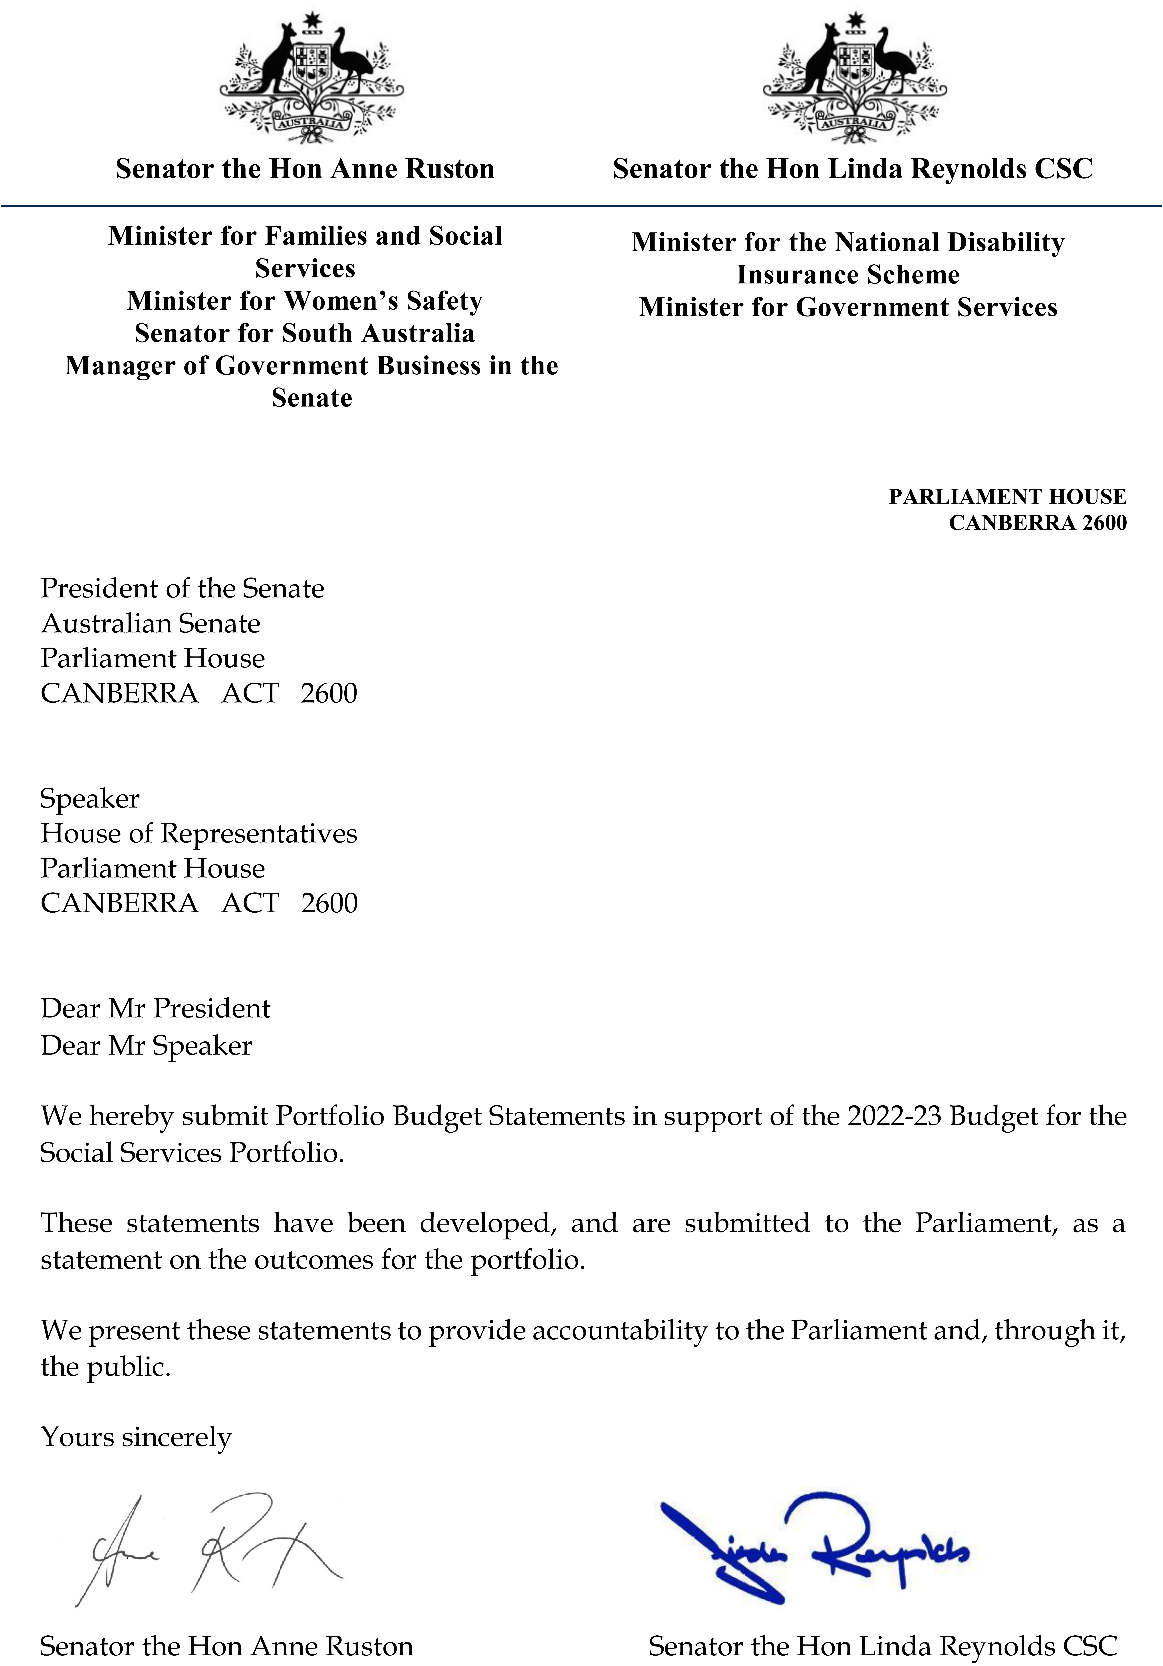 AUSTRALIA
AUSTRALIA
Senator the Hon Anne Ruston
Senator the Hon Linda Reynolds CSC
Minister for Families and Social
Services
Minister for Women’s Safety
Senator for South Australia
Manager of Government Business in the
Senate
Minister for the National Disability
Insurance Scheme
Minister for Government Services
PARLIAMENT HOUSE
CANBERRA 2600
President of the Senate
Australian Senate
Parliament House
CANBERRA ACT 2600
Speaker
House of Representatives
Parliament House
CANBERRA ACT 2600
Dear Mr President
Dear Mr Speaker
We hereby submit Portfolio Budget Statements in support of the 2022-23 Budget for the
Social Services Portfolio.
These statements have been developed, and are submitted to the Parliament, as a
statement on the outcomes for the portfolio.
We present these statements to provide accountability to the Parliament and, through it,
the public.
Yours sincerely
Anne Ruston
Linda Reynolds
Senator the Hon Anne Ruston
Senator the Hon Linda Reynolds CSC